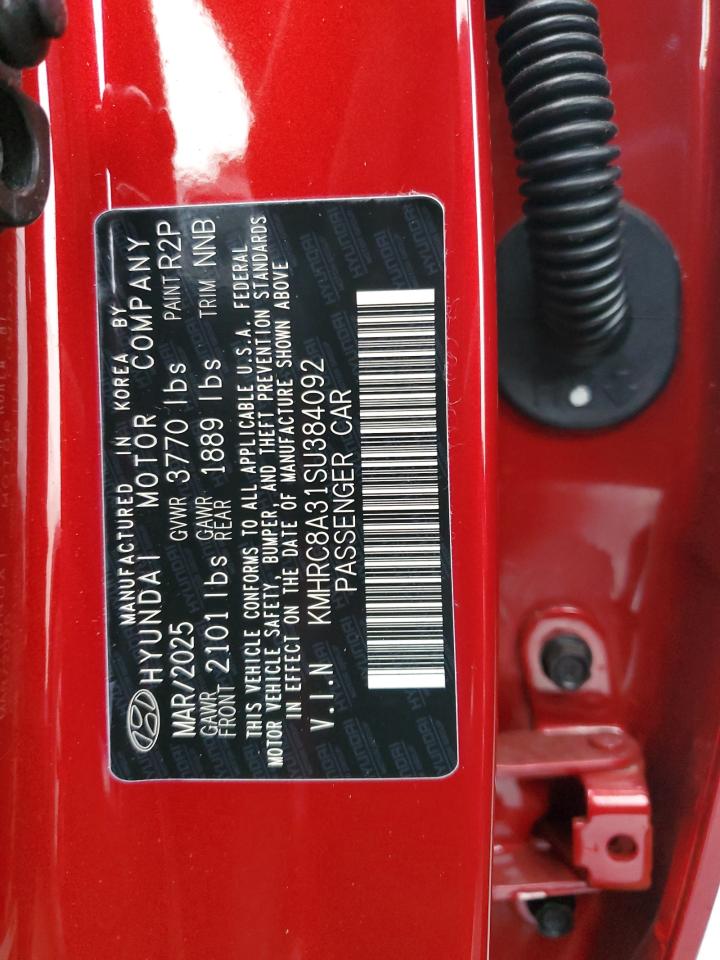 MANUFACTURED IN KOREA BY
HYUNDAI MOTOR COMPANY
MAR/2025 GVWR 3770 lbs PAINT R2P
GAWR FRONT 2101 lbs GAWR REAR 1889 lbs TRIM NNB
THIS VEHICLE CONFORMS TO ALL APPLICABLE U.S.A. FEDERAL
MOTOR VEHICLE SAFETY, BUMPER, AND THEFT PREVENTION STANDARDS
IN EFFECT ON THE DATE OF MANUFACTURE SHOWN ABOVE
V.I.N KMHRC8A31SU384092
PASSENGER CAR